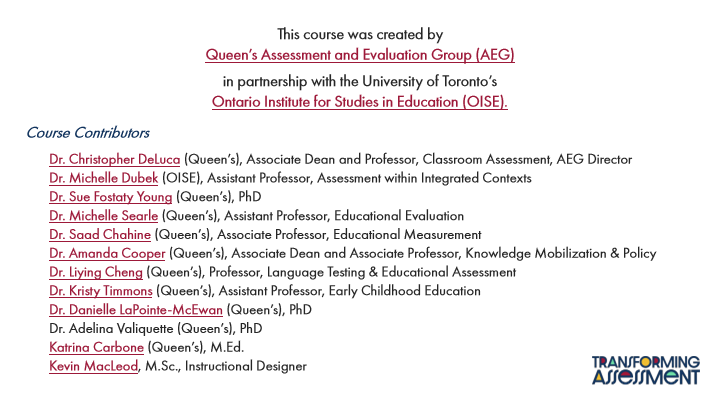 This course was created by
Queen's Assessment and Evaluation Group (AEG)
in partnership with the University of Toronto's
Ontario Institute for Studies in Education (OISE).
Course Contributors
Dr. Christopher DeLuca (Queen's), Associate Dean and Professor, Classroom Assessment, AEG Director
Dr. Michelle Dubek (OISE), Assistant Professor, Assessment within Integrated Contexts
Dr. Sue Fostaty Young (Queen's), PhD
Dr. Michelle Searle (Queen's), Assistant Professor, Educational Evaluation
Dr. Saad Chahine (Queen's), Associate Professor, Educational Measurement
Dr. Amanda Cooper (Queen's), Associate Dean and Associate Professor, Knowledge Mobilization & Policy
Dr. Liying Cheng (Queen's), Professor, Language Testing & Educational Assessment
Dr. Kristy Timmons (Queen's), Assistant Professor, Early Childhood Education
Dr. Danielle LaPointe-McEwan (Queen's), PhD
Dr. Adelina Valiquette (Queen's), PhD
Katrina Carbone (Queen's), M.Ed.
Kevin MacLeod, M.Sc., Instructional Designer
TRANSFORMING
ASSESSMENT